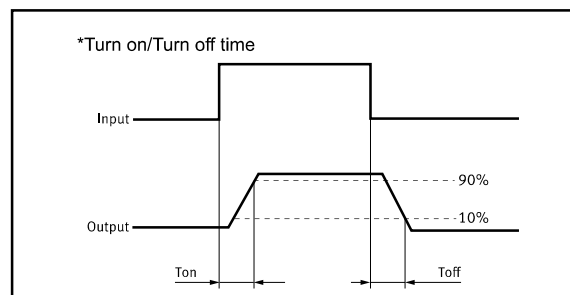 *Turn on/Turn off time
Input
90%
10%
Output
Ton
Toff